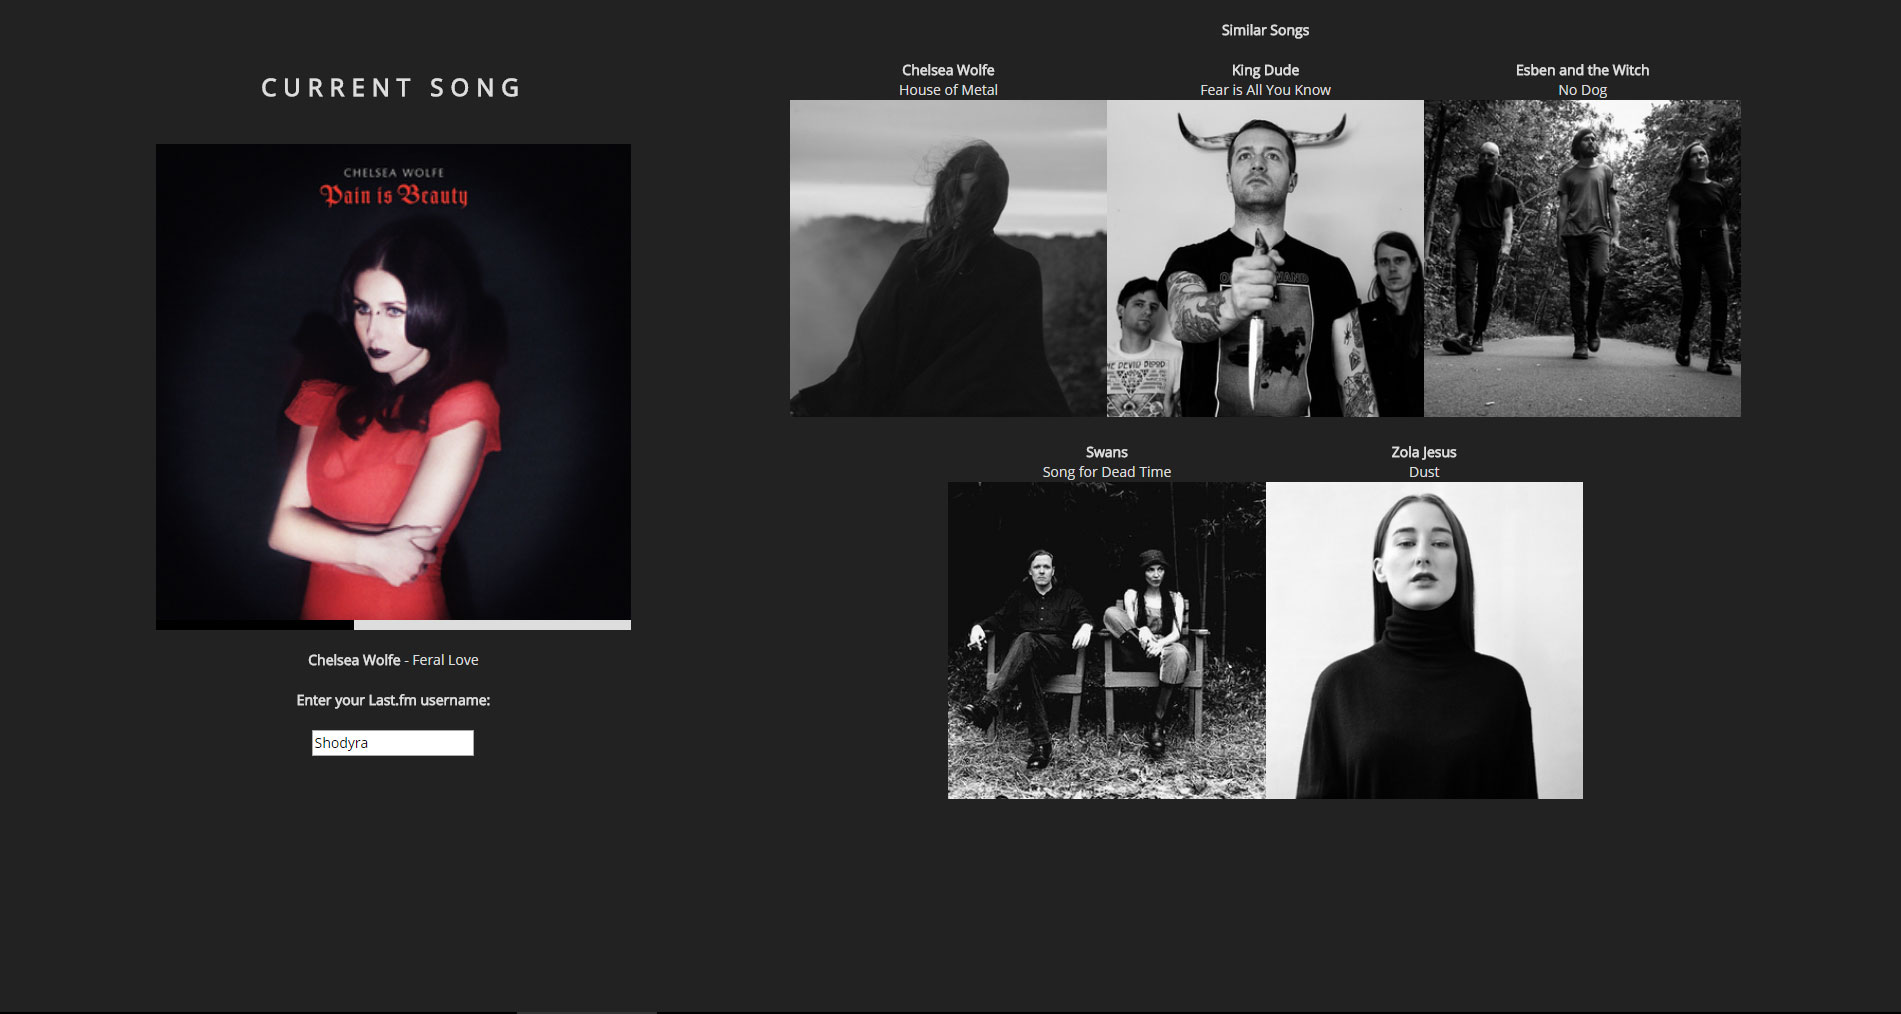 CURRENT SONG
CHELSEA WOLFE
Pain is Beauty
Chelsea Wolfe - Feral Love
Enter your Last.fm username:
Shodyra
Similar Songs
Chelsea Wolfe
House of Metal
King Dude
Fear is All You Know
Esben and the Witch
No Dog
Swans
Song for Dead Time
Zola Jesus
Dust